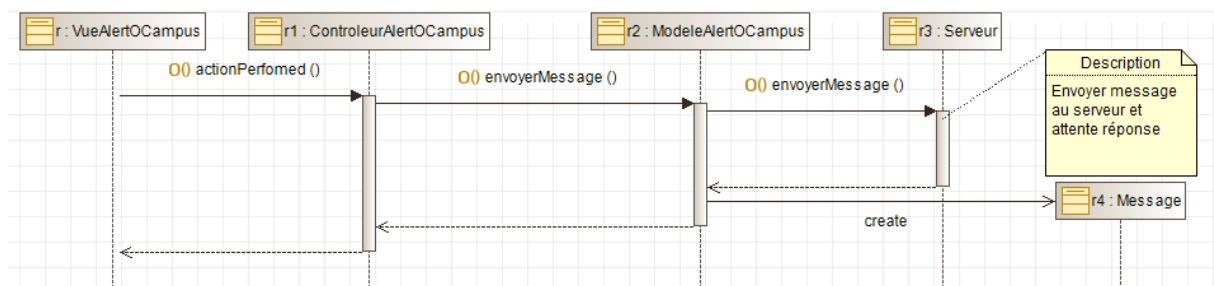 r : VueAlertOCampus
r1 : ControleurAlertOCampus
r2 : ModeleAlertOCampus
r3 : Serveur
Description
Envoyer message
au serveur et
attente réponse
O() actionPerfomed ()
O() envoyerMessage ()
O() envoyerMessage ()
r4 : Message
create